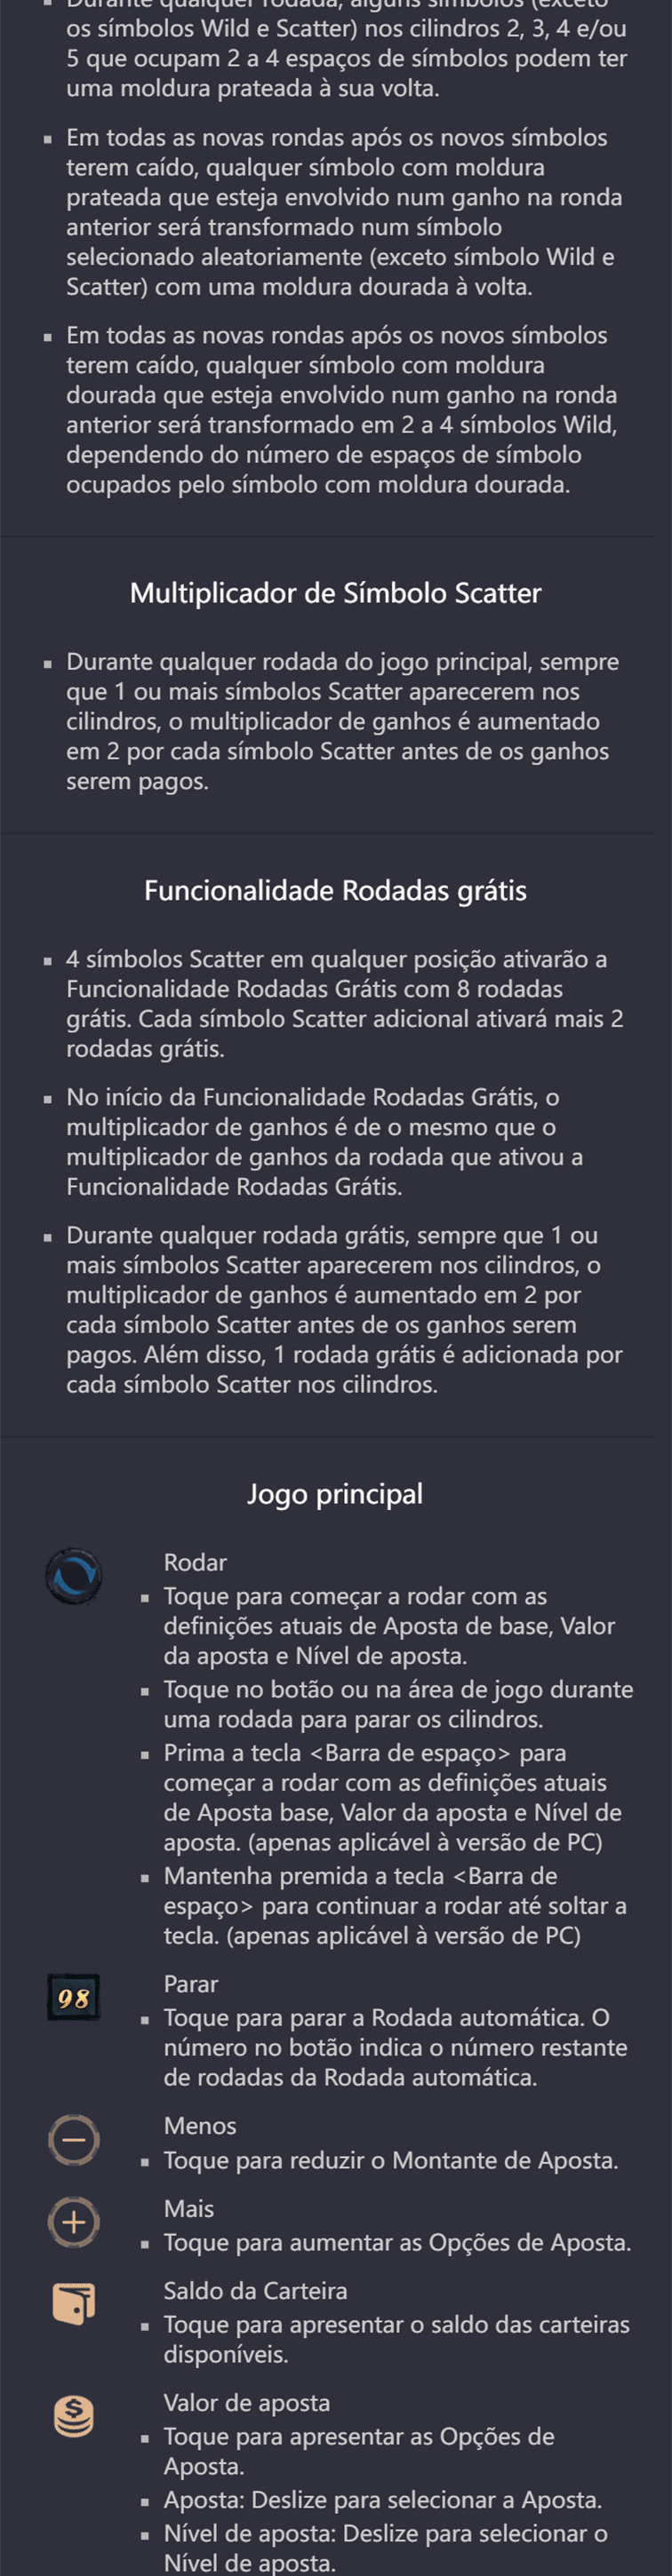 Durante qualquer rodada, alguns símbolos (exceto
os símbolos Wild e Scatter) nos cilindros 2, 3, 4 e/ou
5 que ocupam 2 a 4 espaços de símbolos podem ter
uma moldura prateada à sua volta.
Em todas as novas rondas após os novos símbolos
terem caído, qualquer símbolo com moldura
prateada que esteja envolvido num ganho na ronda
anterior será transformado num símbolo
selecionado aleatoriamente (exceto símbolo Wild e
Scatter) com uma moldura dourada à volta.
Em todas as novas rondas após os novos símbolos
terem caído, qualquer símbolo com moldura
dourada que esteja envolvido num ganho na ronda
anterior será transformado em 2 a 4 símbolos Wild,
dependendo do número de espaços de símbolo
ocupados pelo símbolo com moldura dourada.
Multiplicador de Símbolo Scatter
Durante qualquer rodada do jogo principal, sempre
que 1 ou mais símbolos Scatter aparecerem nos
cilindros, o multiplicador de ganhos é aumentado
em 2 por cada símbolo Scatter antes de os ganhos
serem pagos.
Funcionalidade Rodadas grátis
4 símbolos Scatter em qualquer posição ativarão a
Funcionalidade Rodadas Grátis com 8 rodadas
grátis. Cada símbolo Scatter adicional ativará mais 2
rodadas grátis.
No início da Funcionalidade Rodadas Grátis, o
multiplicador de ganhos é de o mesmo que o
multiplicador de ganhos da rodada que ativou a
Funcionalidade Rodadas Grátis.
Durante qualquer rodada grátis, sempre que 1 ou
mais símbolos Scatter aparecerem nos cilindros, o
multiplicador de ganhos é aumentado em 2 por
cada símbolo Scatter antes de os ganhos serem
pagos. Além disso, 1 rodada grátis é adicionada por
cada símbolo Scatter nos cilindros.
Jogo principal
Rodar
Toque para começar a rodar com as
definições atuais de Aposta de base, Valor
da aposta e Nível de aposta.
Toque no botão ou na área de jogo durante
uma rodada para parar os cilindros.
Prima a tecla <Barra de espaço> para
começar a rodar com as definições atuais
de Aposta base, Valor da aposta e Nível de
aposta. (apenas aplicável à versão de PC)
Mantenha premida a tecla <Barra de
espaço> para continuar a rodar até soltar a
tecla. (apenas aplicável à versão de PC)
98
Parar
Toque para parar a Rodada automática. O
número no botão indica o número restante
de rodadas da Rodada automática.
Menos
Toque para reduzir o Montante de Aposta.
Mais
Toque para aumentar as Opções de Aposta.
Saldo da Carteira
Toque para apresentar o saldo das carteiras
disponíveis.
Valor de aposta
Toque para apresentar as Opções de
Aposta.
Aposta: Deslize para selecionar a Aposta.
Nível de aposta: Deslize para selecionar o
Nível de aposta.